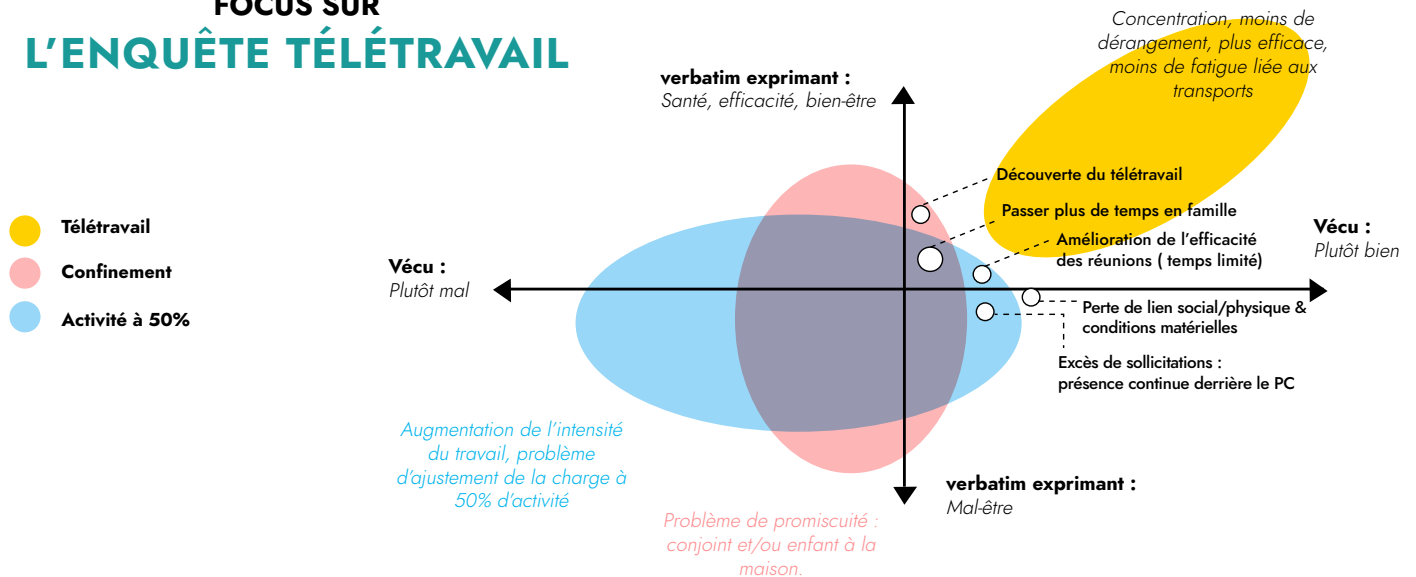 FOCUS SUR
L'ENQUÊTE TÉLÉTRAVAIL
Concentration, moins de
dérangement, plus efficace,
moins de fatigue liée aux
transports
verbatim exprimant :
Santé, efficacité, bien-être
Découverte du télétravail
Passer plus de temps en famille
Amélioration de l'efficacité
des réunions ( temps limité)
Vécu :
Plutôt bien
Télétravail
Confinement
Activité à 50%
Vécu :
Plutôt mal
Perte de lien social/physique &
conditions matérielles
Excès de sollicitations :
présence continue derrière le PC
Augmentation de l'intensité
du travail, problème
d'ajustement de la charge à
50% d'activité
verbatim exprimant :
Mal-être
Problème de promiscuité :
conjoint et/ou enfant à la
maison.